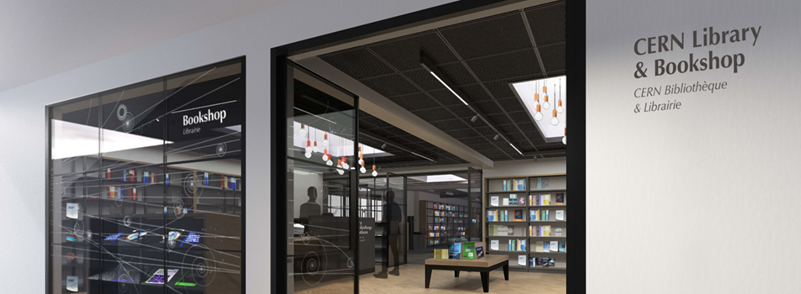 Bookshop
Librairie
CERN Library
& Bookshop
CERN Bibliothèque
& Librairie